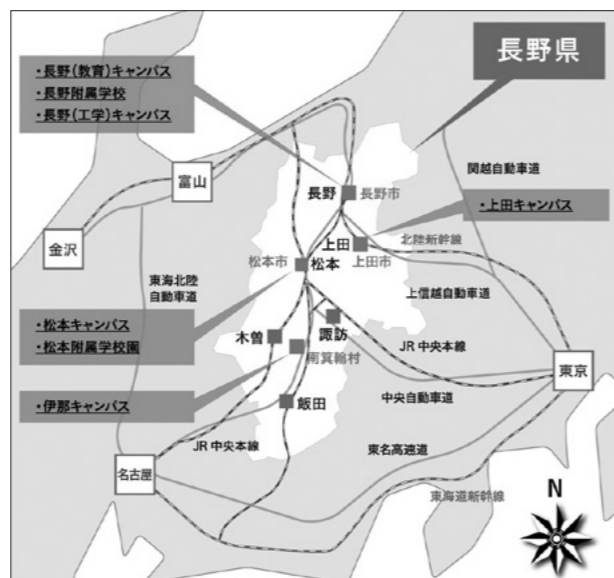 長野県
・長野(教育)キャンパス
・長野附属学校
・長野(工学)キャンパス
関越自動車道
富山
長野
長野市
・上田キャンパス
金沢
上田
上田市
北陸新幹線
松本市
松本
東海北陸
自動車道
上信越自動車道
・松本キャンパス
・松本附属学校園
木曽
諏訪
JR中央本線
南箕輪村
東京
・伊那キャンパス
飯田
中央自動車道
JR中央本線
東名高速道
名古屋
東海道新幹線
N